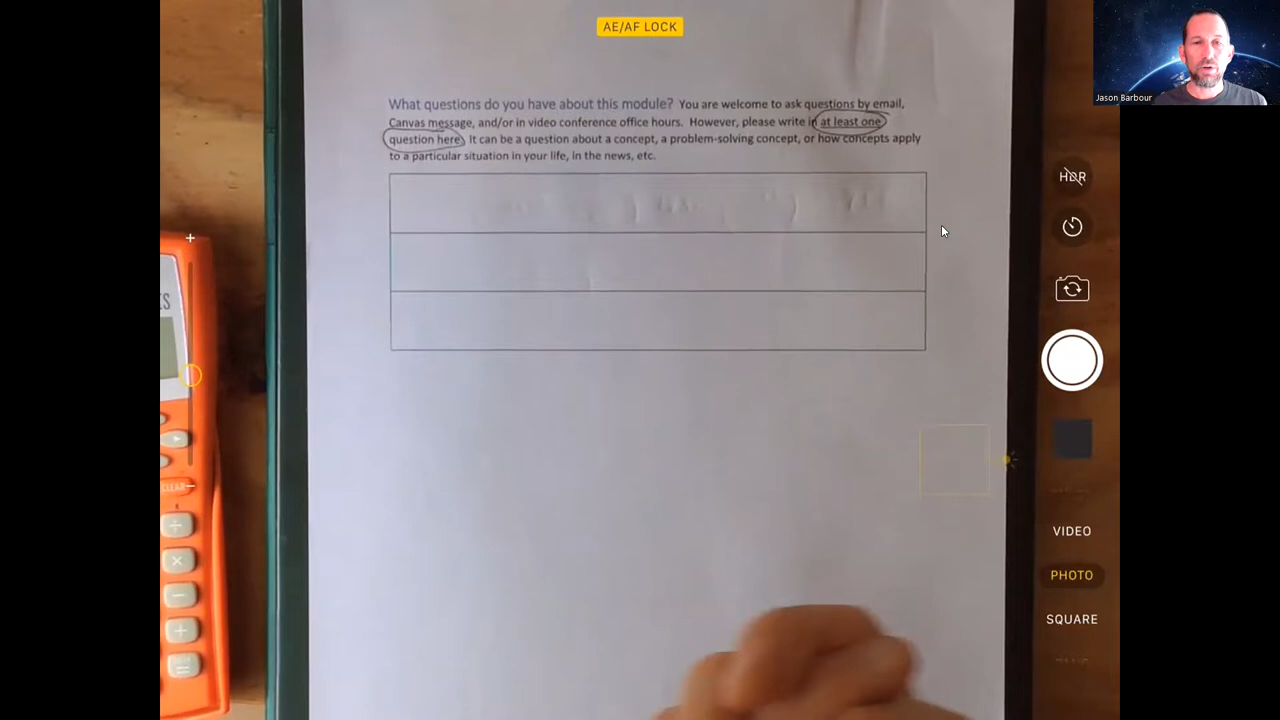 AE/AF LOCK
Jason Barbour
What questions do you have about this module? You are welcome to ask questions by email,
Canvas message, and/or in video conference office hours. However, please write in at least one
question here. It can be a question about a concept, a problem-solving concept, or how concepts apply
to a particular situation in your life, in the news, etc.
HDR
CLEAR
VIDEO
PHOTO
SQUARE